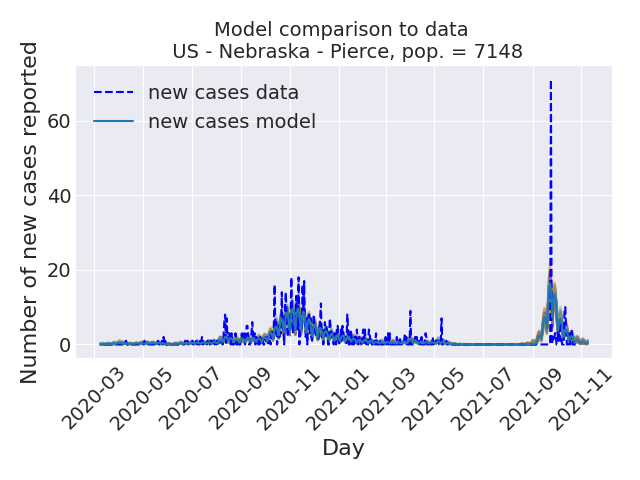 Model comparison to data
US - Nebraska - Pierce, pop. = 7148
Number of new cases reported
new cases data
new cases model
60
40
20
0
2020-03
2020-05
2020-07
2020-09
2020-11
2021-01
2021-03
2021-05
2021-07
2021-09
2021-11
Day